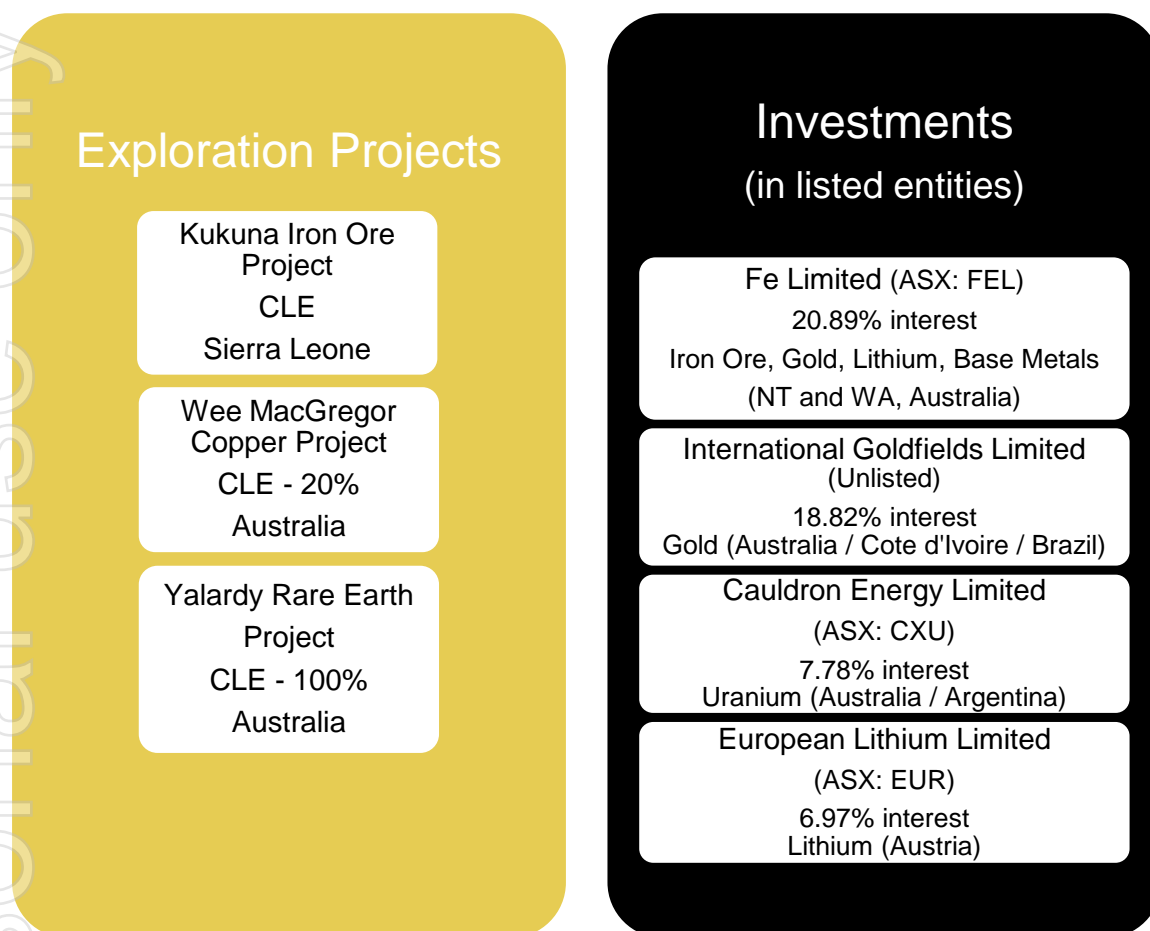 Exploration Projects
Kukuna Iron Ore
Project
CLE
Sierra Leone
Wee MacGregor
Copper Project
CLE - 20%
Australia
Yalardy Rare Earth
Project
CLE - 100%
Australia
Investments
(in listed entities)
Fe Limited (ASX: FEL)
20.89% interest
Iron Ore, Gold, Lithium, Base Metals
(NT and WA, Australia)
International Goldfields Limited
(Unlisted)
18.82% interest
Gold (Australia / Cote d'Ivoire / Brazil)
Cauldron Energy Limited
(ASX: CXU)
7.78% interest
Uranium (Australia / Argentina)
European Lithium Limited
(ASX: EUR)
6.97% interest
Lithium (Austria)